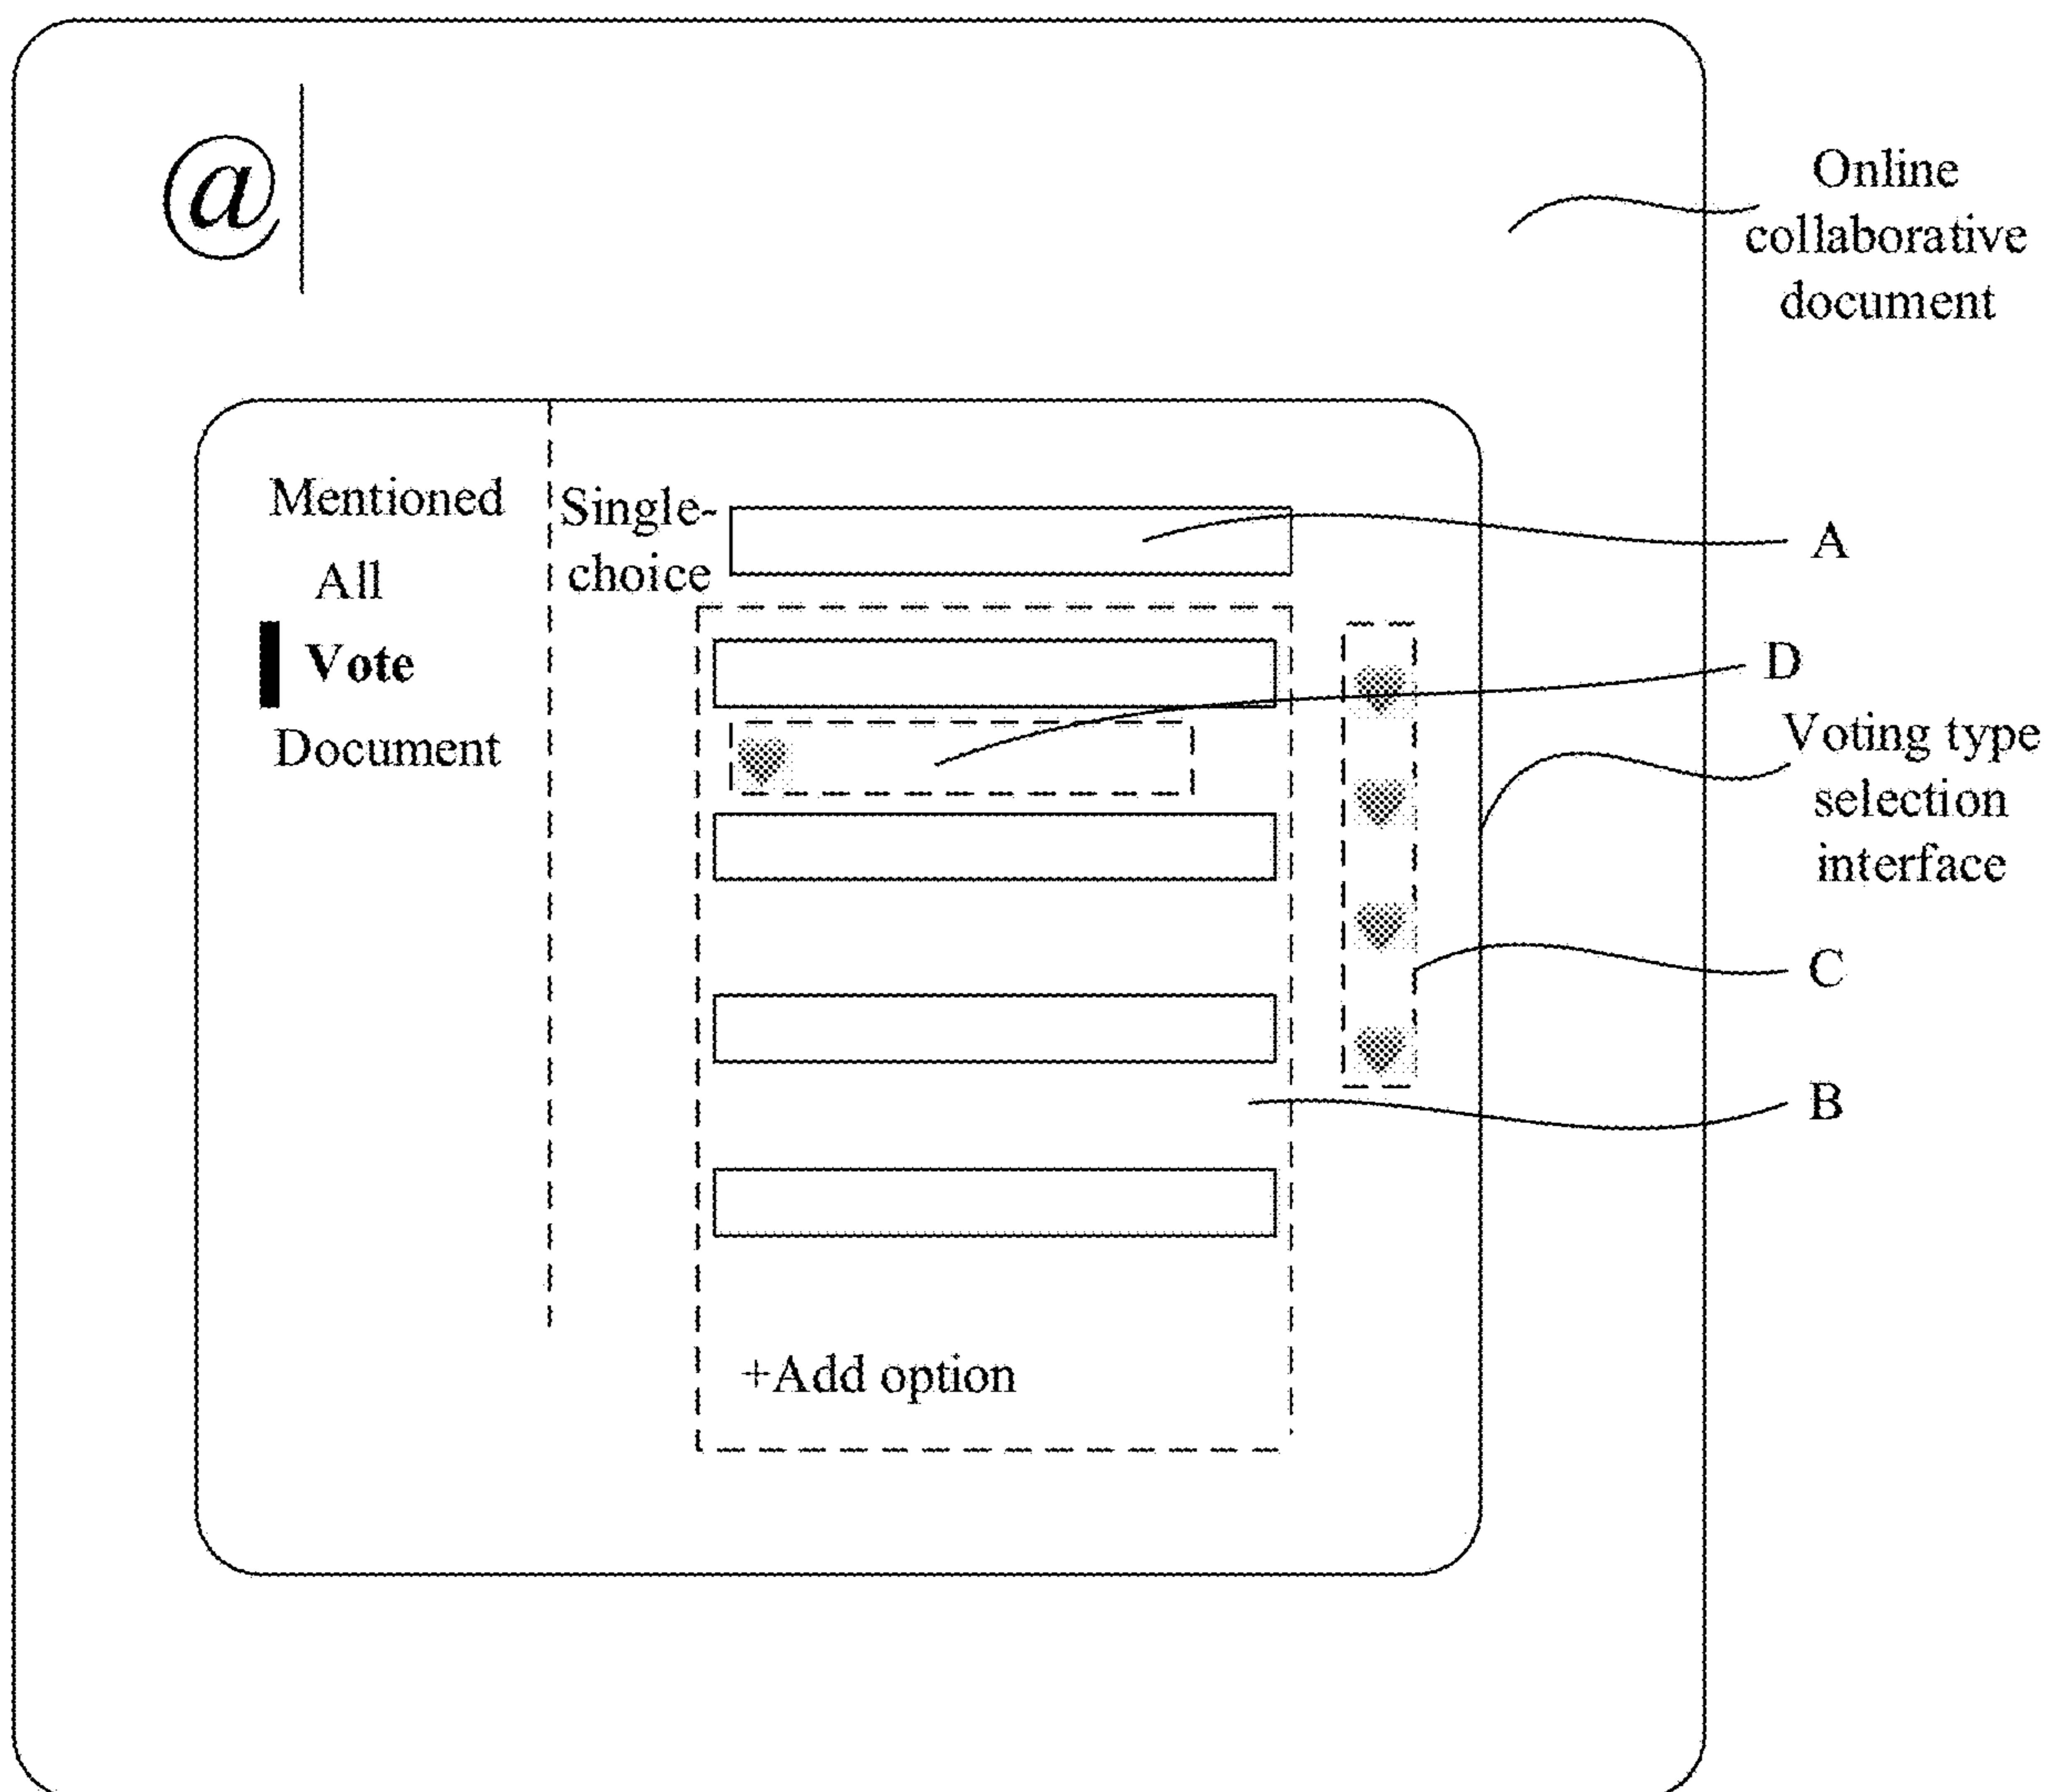 @
Online
collaborative
document
Mentioned
All
Vote
Document
Single-
choice
A
D
Voting type
selection
interface
C
B
+Add option